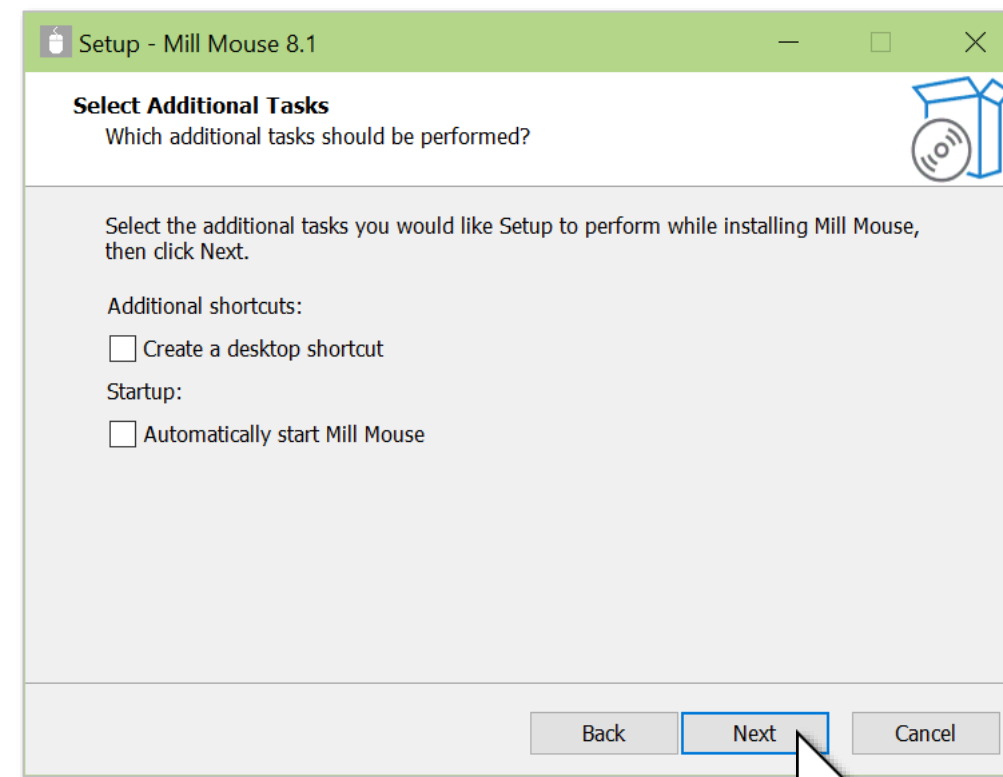 Setup - Mill Mouse 8.1
Select Additional Tasks
Which additional tasks should be performed?
Select the additional tasks you would like Setup to perform while installing Mill Mouse,
then click Next.
Additional shortcuts:
Create a desktop shortcut
Startup:
Automatically start Mill Mouse
Back Next Cancel